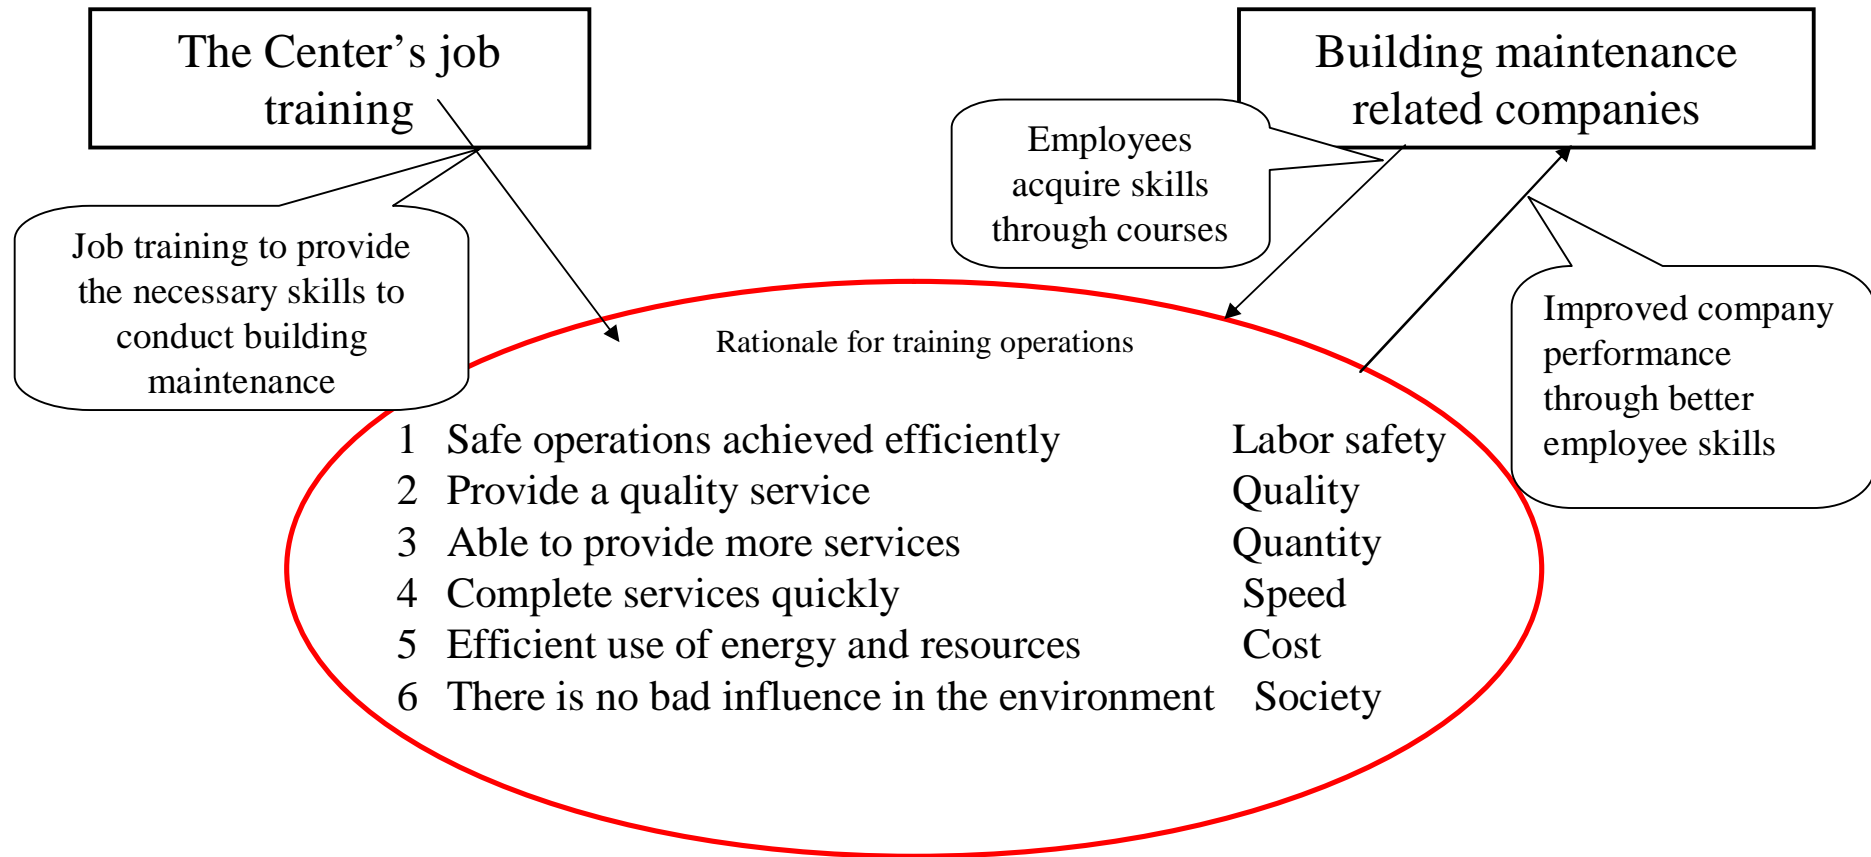 The Center’s job
training
Building maintenance
related companies
Employees
acquire skills
through courses
Job training to provide
the necessary skills to
conduct building
maintenance
Improved company
performance
through better
employee skills
Rationale for training operations
1 Safe operations achieved efficiently Labor safety
2 Provide a quality service Quality
3 Able to provide more services Quantity
4 Complete services quickly Speed
5 Efficient use of energy and resources Cost
6 There is no bad influence in the environment Society